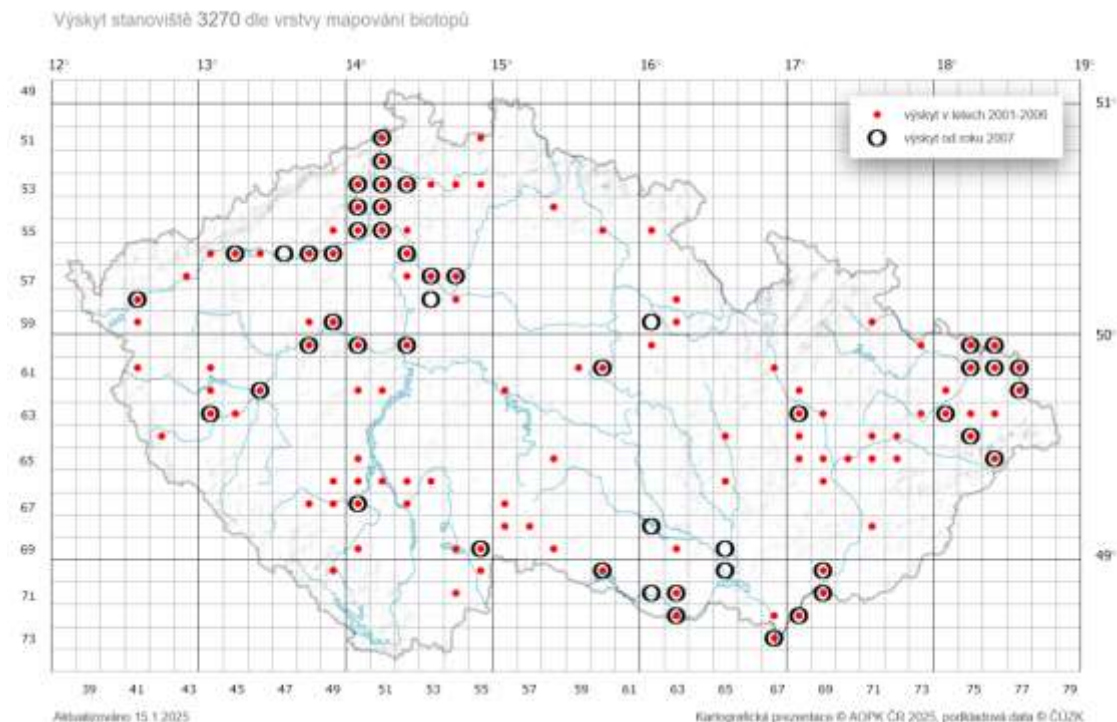 Výskyt stanoviště 3270 dle vrstvy mapování biotopů
12° 13° 14° 15° 16° 17° 18° 19°
49
51°
výskyt v letech 2001-2006
51
výskyt od roku 2007
53
55
57
59
50°
61
63
65
67
69
49°
71
73
39 41 43 45 47 49 51 53 55 57 59 61 63 65 67 69 71 73 75 77 79
Aktualizováno 15.1.2025
Kartografická prezentace © AOPK ČR 2025, podkladová data © ČÚZK